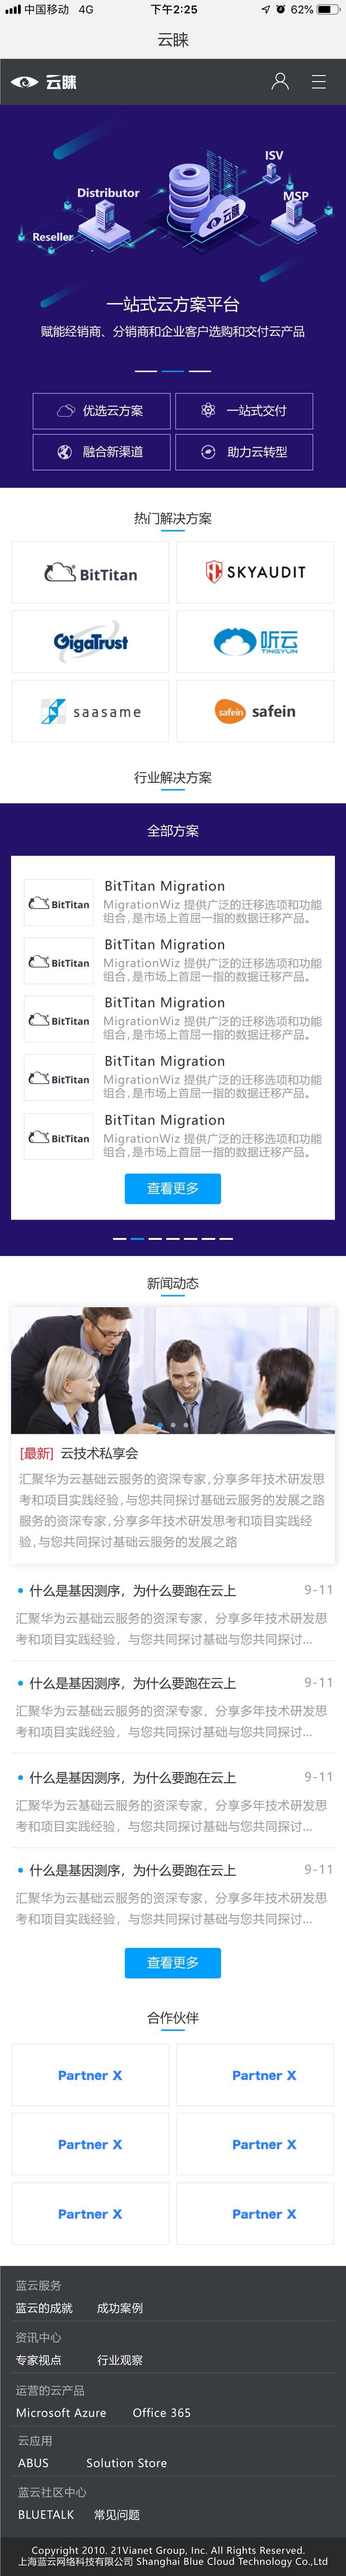 中国移动 4G 下午2:25 62%
云睐
云睐
ISV
Distributor
MSP
云睐
Reseller
一站式云方案平台
赋能经销商、分销商和企业客户选购和交付云产品
优选云方案 一站式交付
融合新渠道 助力云转型
热门解决方案
BitTitan SKYAUDIT
GigaTrust 听云
TINGYUN
saasame safein safein
行业解决方案
全部方案
BitTitan BitTitan Migration
MigrationWiz 提供广泛的迁移选项和功能
组合,是市场上首屈一指的数据迁移产品。
BitTitan BitTitan Migration
MigrationWiz 提供广泛的迁移选项和功能
组合,是市场上首屈一指的数据迁移产品。
BitTitan BitTitan Migration
MigrationWiz 提供广泛的迁移选项和功能
组合,是市场上首屈一指的数据迁移产品。
BitTitan BitTitan Migration
MigrationWiz 提供广泛的迁移选项和功能
组合,是市场上首屈一指的数据迁移产品。
BitTitan BitTitan Migration
MigrationWiz 提供广泛的迁移选项和功能
组合,是市场上首屈一指的数据迁移产品。
查看更多
新闻动态
[最新] 云技术私享会
汇聚华为云基础云服务的资深专家,分享多年技术研发思
考和项目实践经验,与您共同探讨基础云服务的发展之路
服务的资深专家,分享多年技术研发思考和项目实践经
验,与您共同探讨基础云服务的发展之路
什么是基因测序，为什么要跑在云上 9-11
汇聚华为云基础云服务的资深专家，分享多年技术研发思
考和项目实践经验，与您共同探讨基础与您共同探讨...
什么是基因测序，为什么要跑在云上 9-11
汇聚华为云基础云服务的资深专家，分享多年技术研发思
考和项目实践经验，与您共同探讨基础与您共同探讨...
什么是基因测序，为什么要跑在云上 9-11
汇聚华为云基础云服务的资深专家，分享多年技术研发思
考和项目实践经验，与您共同探讨基础与您共同探讨...
什么是基因测序，为什么要跑在云上 9-11
汇聚华为云基础云服务的资深专家，分享多年技术研发思
考和项目实践经验，与您共同探讨基础与您共同探讨...
查看更多
合作伙伴
Partner X Partner X
Partner X Partner X
Partner X Partner X
蓝云服务
蓝云的成就 成功案例
资讯中心
专家视点 行业观察
运营的云产品
Microsoft Azure Office 365
云应用
ABUS Solution Store
蓝云社区中心
BLUETALK 常见问题
Copyright 2010. 21Vianet Group, Inc. All Rights Reserved.
上海蓝云网络科技有限公司 Shanghai Blue Cloud Technology Co.,Ltd